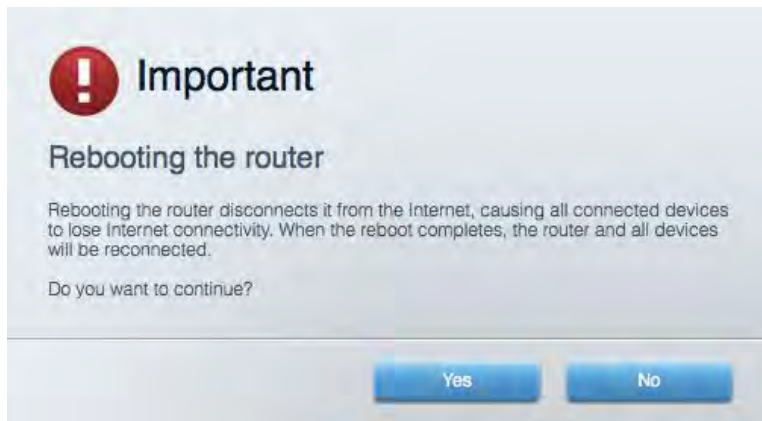 Important
Rebooting the router
Rebooting the router disconnects it from the Internet, causing all connected devices
to lose Internet connectivity. When the reboot completes, the router and all devices
will be reconnected.
Do you want to continue?
Yes
No